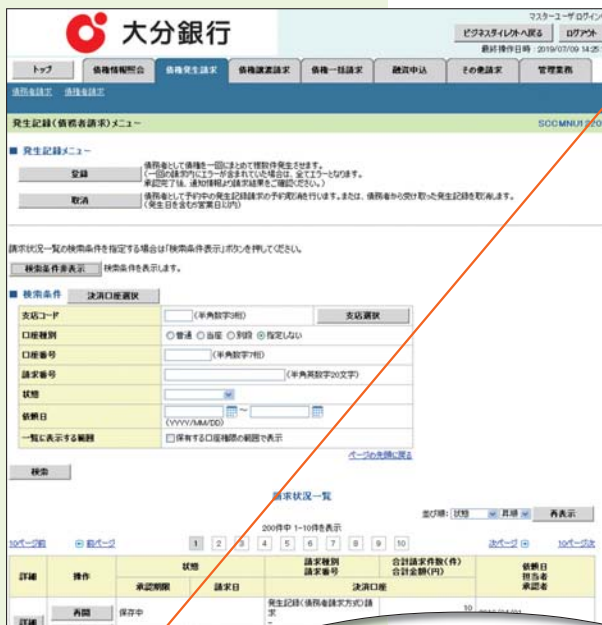 マスターユーザ ログイン
大分銀行
ビジネスダイレクトへ戻る ログアウト
最終操作日時：2019/07/09 14:25:
トップ 債権情報照会 債権発生請求 債権譲渡請求 債権一括請求 融資申込 その他請求 管理業務
債務者請求 債権者請求
発生記録（債務者請求）メニュー
■ 発生記録メニュー
登録 債務者として債権を一回にまとめて複数件発生させます。
（一回の請求内にエラーが含まれていた場合は、全てエラーとなります。
承認完了後、通知情報より請求結果をご確認ください。）
取消 債務者として予約中の発生記録請求の予約取消を行います。または、債務者から受け取った発生記録を取消します。
（発生日を含む5営業日以内）
請求状況一覧の検索条件を指定する場合は「検索条件表示」ボタンを押してください。
検索条件非表示 検索条件を表示します。
■ 検索条件 決済口座選択
支店コード （半角数字3桁） 支店選択
口座種別 ○普通 ○当座 ○別段 ◉指定しない
口座番号 （半角数字7桁）
請求番号 （半角英数字20文字）
状態
依頼日 ～
(YYYY/MM/DD)
一覧に表示する範囲 □保有する口座権限の範囲で表示
ページの先頭に戻る
検索
請求状況一覧
並び順：状態 昇順 再表示
200件中 1-10件を表示
10ページ前 前ページ 1 2 3 4 5 6 7 8 9 10 次ページ 10ページ次
詳細 操作 状態 請求種別 合計請求件数(件) 依頼日
請求番号 合計金額(円) 担当者
承認期限 請求日 決済口座 承認者
詳細 再開 保存中 発生記録（債務者請求方式）請求 10
-